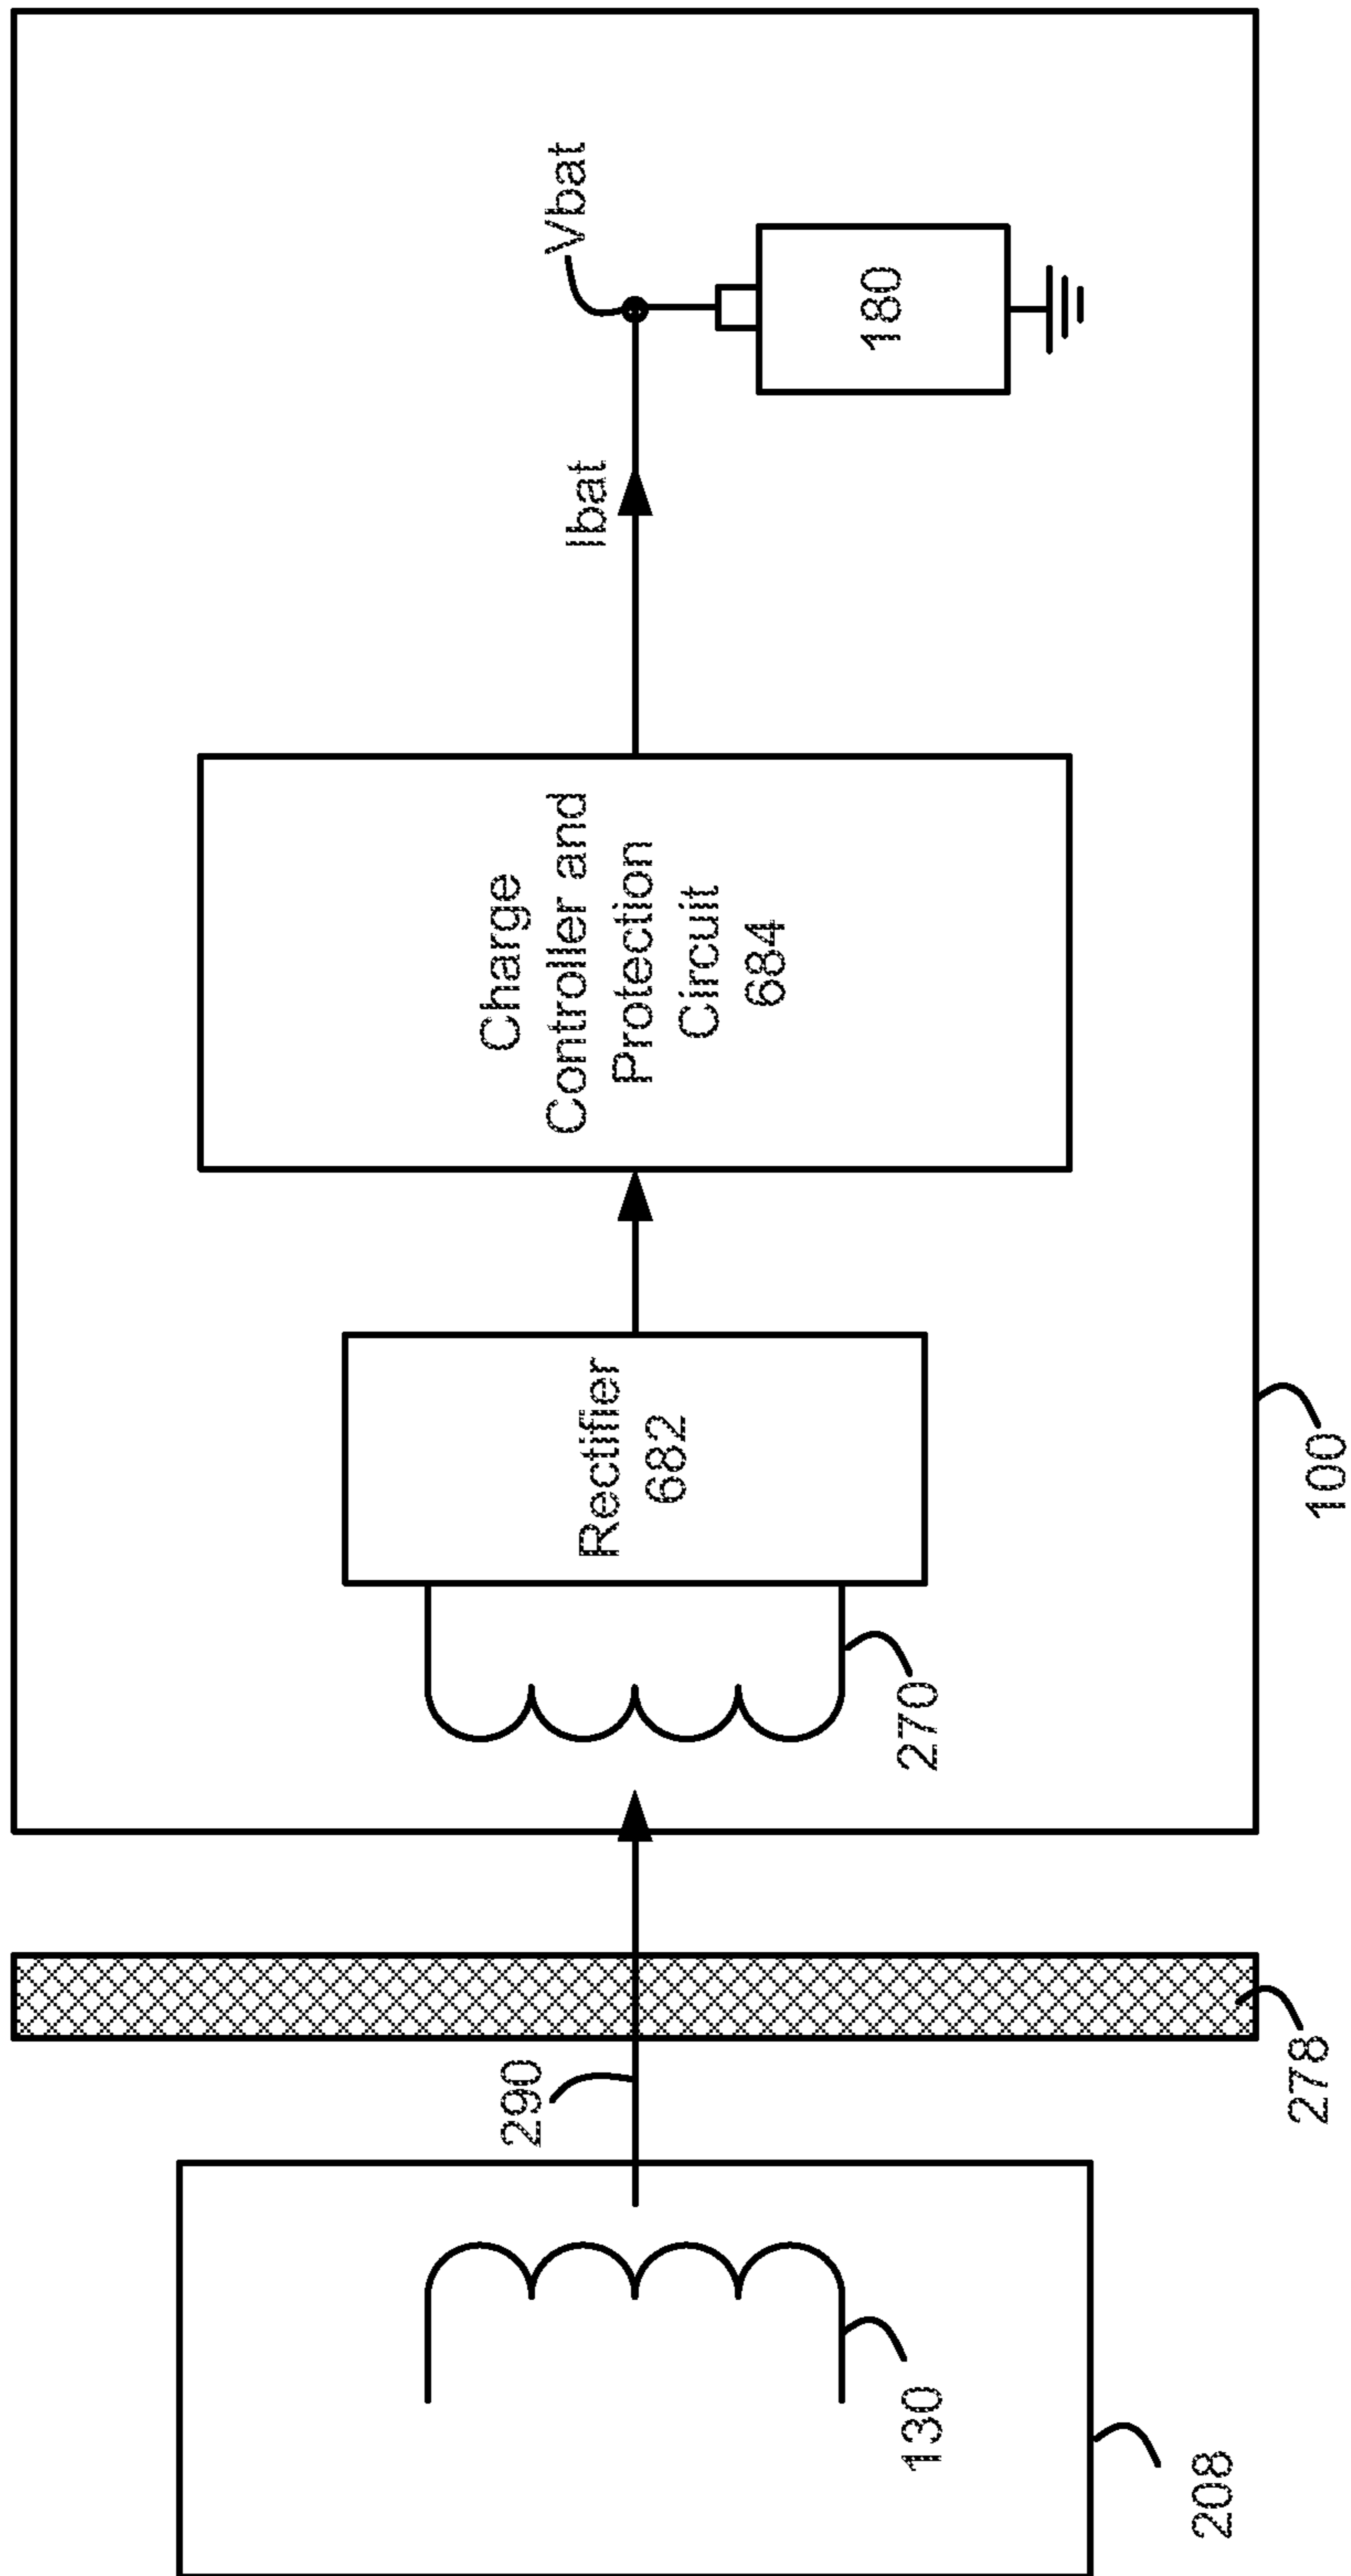 208
130
290
278
270
Rectifier
682
100
Charge
Controller and
Protection
Circuit
684
Ibat
Vbat
180